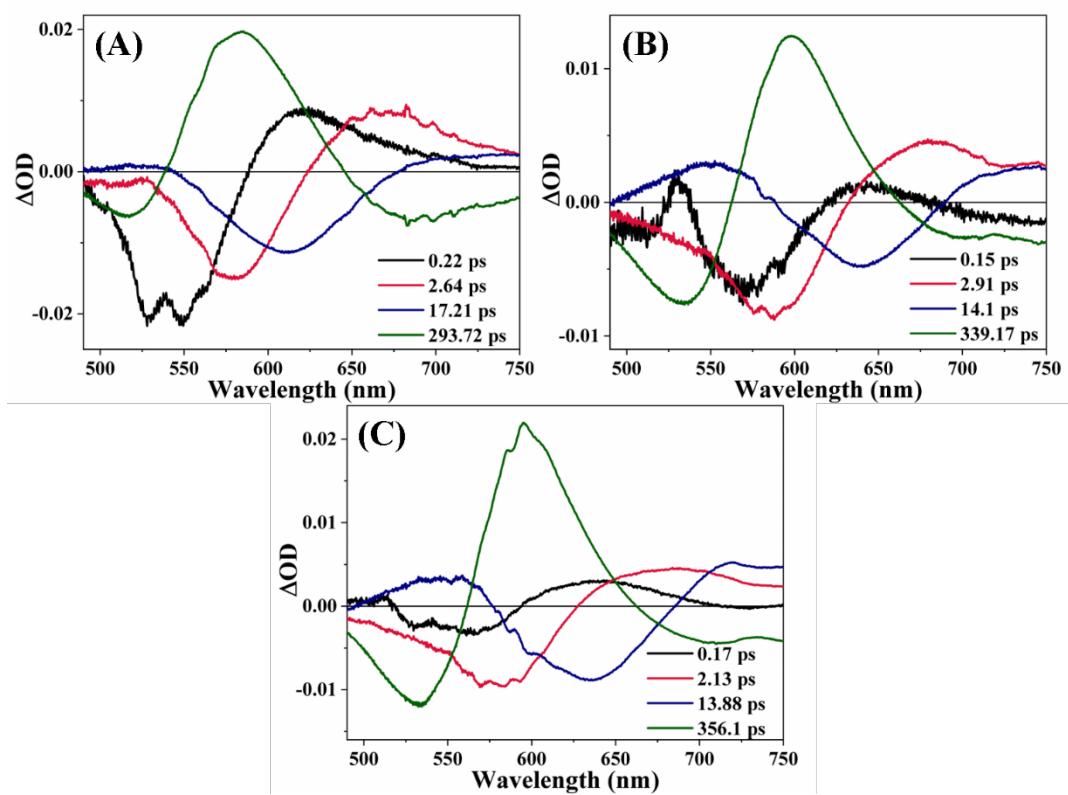 (A)
ΔOD
0.02
0.00
-0.02
0.22 ps
2.64 ps
17.21 ps
293.72 ps
500 550 600 650 700 750
Wavelength (nm)
(B)
ΔOD
0.01
0.00
-0.01
0.15 ps
2.91 ps
14.1 ps
339.17 ps
500 550 600 650 700 750
Wavelength (nm)
(C)
ΔOD
0.02
0.01
0.00
-0.01
0.17 ps
2.13 ps
13.88 ps
356.1 ps
500 550 600 650 700 750
Wavelength (nm)